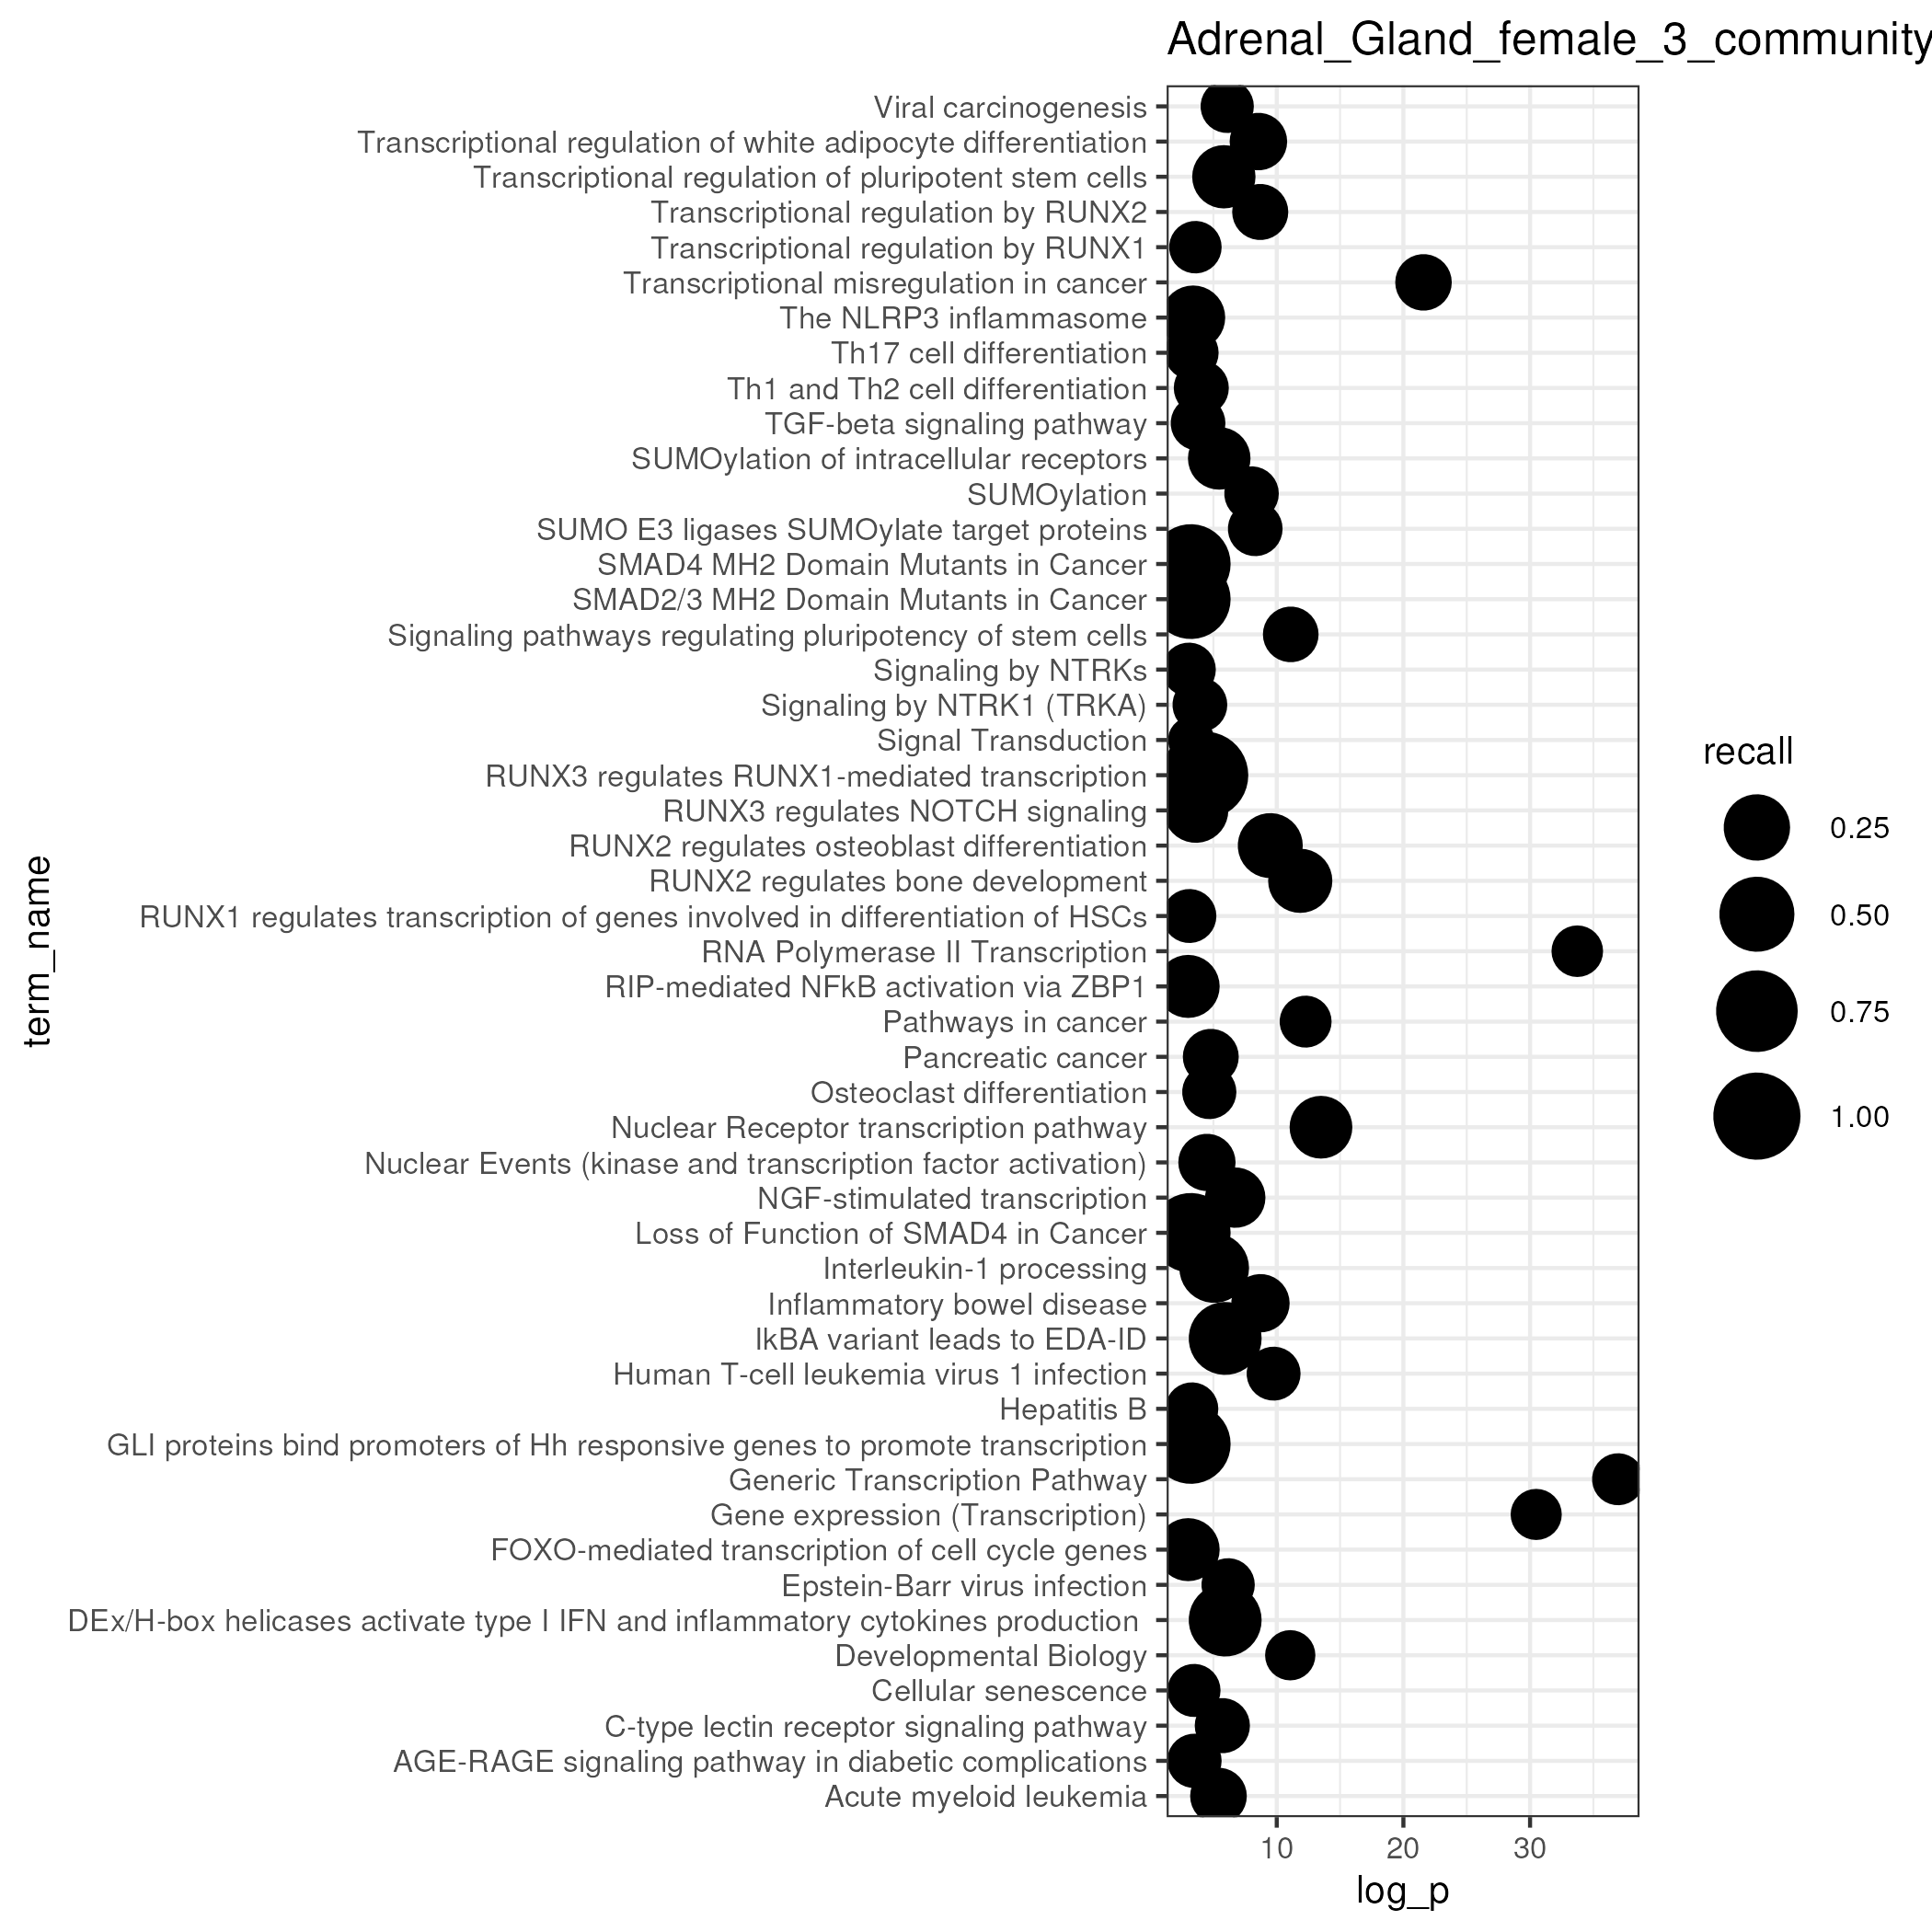 Adrenal_Gland_female_3_community
Viral carcinogenesis
Transcriptional regulation of white adipocyte differentiation
Transcriptional regulation of pluripotent stem cells
Transcriptional regulation by RUNX2
Transcriptional regulation by RUNX1
Transcriptional misregulation in cancer
The NLRP3 inflammasome
Th17 cell differentiation
Th1 and Th2 cell differentiation
TGF-beta signaling pathway
SUMOylation of intracellular receptors
SUMOylation
SUMO E3 ligases SUMOylate target proteins
SMAD4 MH2 Domain Mutants in Cancer
SMAD2/3 MH2 Domain Mutants in Cancer
Signaling pathways regulating pluripotency of stem cells
Signaling by NTRKs
Signaling by NTRK1 (TRKA)
Signal Transduction
RUNX3 regulates RUNX1-mediated transcription
RUNX3 regulates NOTCH signaling
RUNX2 regulates osteoblast differentiation
RUNX2 regulates bone development
RUNX1 regulates transcription of genes involved in differentiation of HSCs
RNA Polymerase II Transcription
RIP-mediated NFkB activation via ZBP1
Pathways in cancer
Pancreatic cancer
Osteoclast differentiation
Nuclear Receptor transcription pathway
Nuclear Events (kinase and transcription factor activation)
NGF-stimulated transcription
Loss of Function of SMAD4 in Cancer
Interleukin-1 processing
Inflammatory bowel disease
IkBA variant leads to EDA-ID
Human T-cell leukemia virus 1 infection
Hepatitis B
GLI proteins bind promoters of Hh responsive genes to promote transcription
Generic Transcription Pathway
Gene expression (Transcription)
FOXO-mediated transcription of cell cycle genes
Epstein-Barr virus infection
DEx/H-box helicases activate type I IFN and inflammatory cytokines production
Developmental Biology
Cellular senescence
C-type lectin receptor signaling pathway
AGE-RAGE signaling pathway in diabetic complications
Acute myeloid leukemia
term_name
10 20 30
log_p
recall
0.25
0.50
0.75
1.00